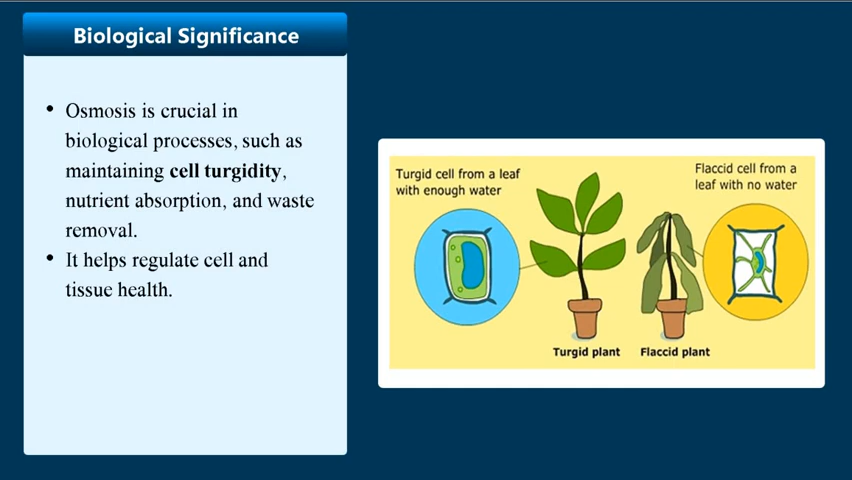 Biological Significance
• Osmosis is crucial in
biological processes, such as
maintaining cell turgidity,
nutrient absorption, and waste
removal.
• It helps regulate cell and
tissue health.
Turgid cell from a leaf
with enough water
Flaccid cell from a
leaf with no water
Turgid plant
Flaccid plant